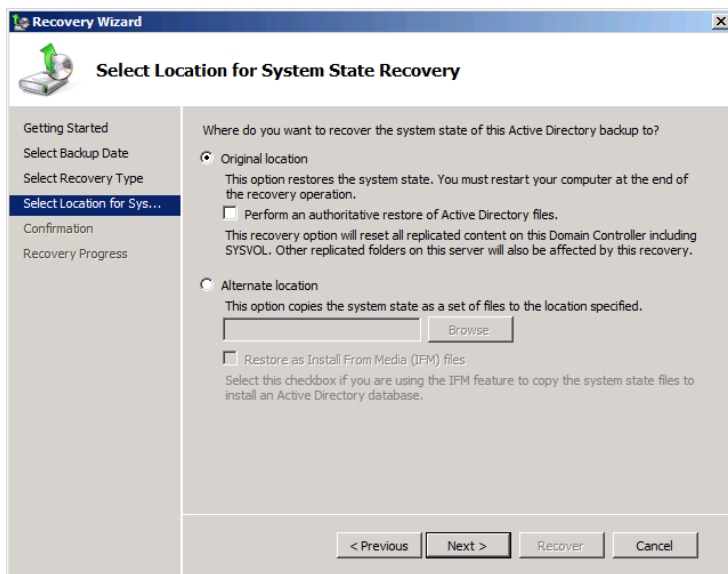 Recovery Wizard
Select Location for System State Recovery
Getting Started
Select Backup Date
Select Recovery Type
Select Location for Sys...
Confirmation
Recovery Progress
Where do you want to recover the system state of this Active Directory backup to?
Original location
This option restores the system state. You must restart your computer at the end of
the recovery operation.
Perform an authoritative restore of Active Directory files.
This recovery option will reset all replicated content on this Domain Controller including
SYSVOL. Other replicated folders on this server will also be affected by this recovery.
Alternate location
This option copies the system state as a set of files to the location specified.
Browse
Restore as Install From Media (IFM) files
Select this checkbox if you are using the IFM feature to copy the system state files to
install an Active Directory database.
< Previous
Next >
Recover
Cancel